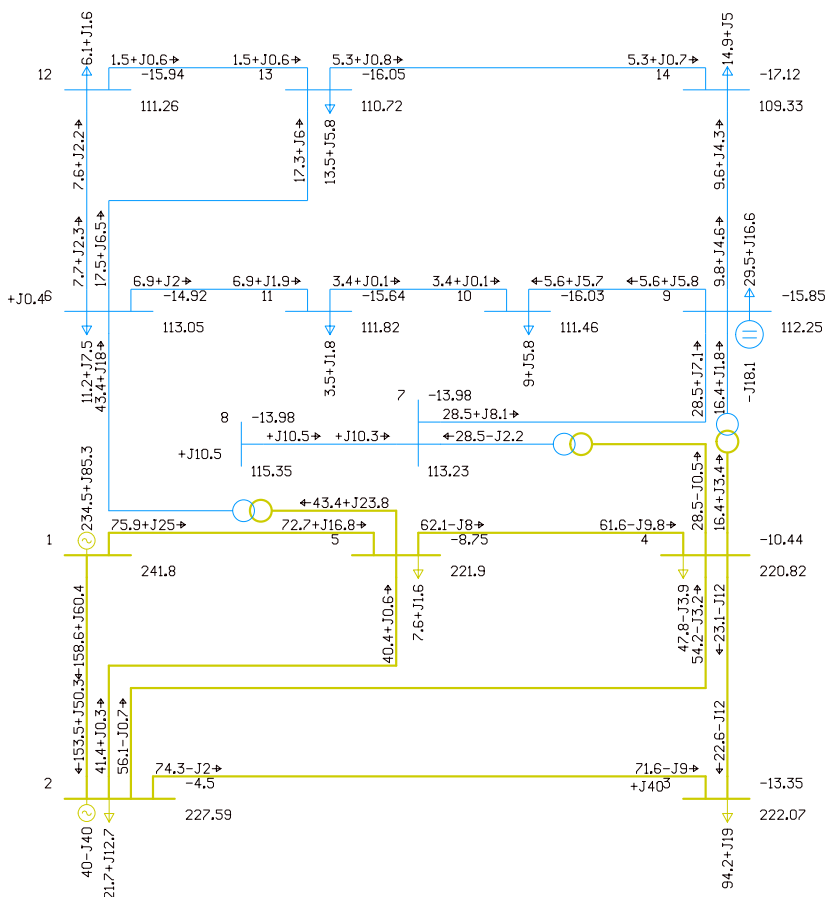 6.1+J1.6
14.9+J5
1.5+J0.6→
1.5+J0.6→
5.3+J0.8→
5.3+J0.7→
12
-15.94
13
-16.05
14
-17.12
111.26
110.72
109.33
7.6+J2.2→
17.3+J6→
13.5+J5.8
9.6+J4.3→
7.7+J2.3→
17.5+J6.5→
9.8+J4.6→
29.5+J16.6
6.9+J2→
6.9+J1.9→
3.4+J0.1→
3.4+J0.1→
←5.6+J5.7
←5.6+J5.8
+J0.4
6
-14.92
11
-15.64
10
-16.03
9
-15.85
113.05
111.82
111.46
112.25
11.2+J7.5
43.4+J18→
3.5+J1.8
9+J5.8
28.5+J7.1→
16.4+J1.8→
-J18.1
7
-13.98
8
-13.98
28.5+J8.1→
+J10.5→
+J10.3→
←28.5-J2.2
+J10.5
115.35
113.23
234.5+J85.3
←43.4+J23.8
28.5-J0.5→
16.4+J3.4→
75.9+J25→
72.7+J16.8→
62.1-J8→
61.6-J9.8→
1
5
-8.75
4
-10.44
241.8
221.9
220.82
←158.6+J60.4
40.4+J0.6→
7.6+J1.6
47.8-J3.9
54.2-J3.2→
←23.1-J12
←153.5+J50.3
41.4+J0.3→
56.1-J0.7→
←22.6-J12
74.3-J2→
71.6-J9→
2
-4.5
+J40
3
-13.35
227.59
222.07
40-J40
21.7+J12.7
94.2+J19